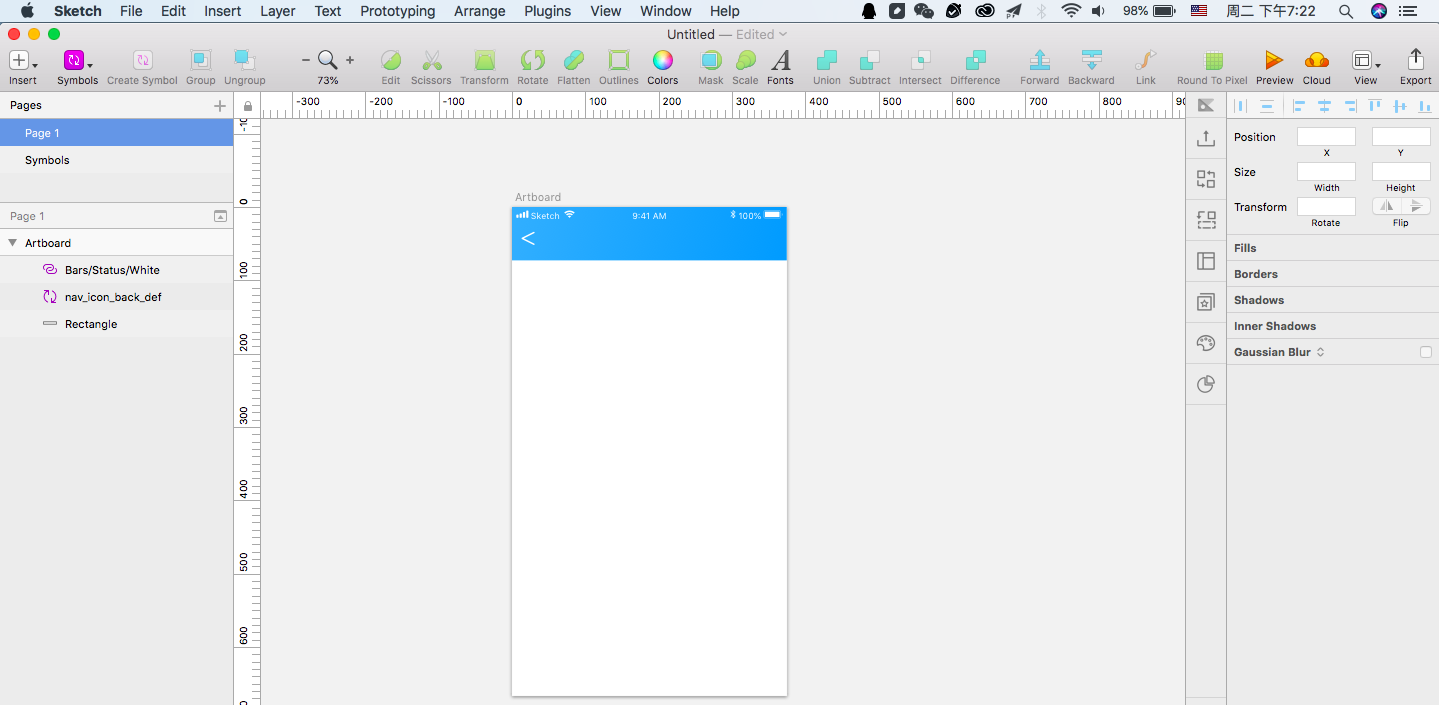 Sketch File Edit Insert Layer Text Prototyping Arrange Plugins View Window Help 98% 周二 下午7:22
Untitled — Edited
Insert Symbols Create Symbol Group Ungroup 73% Edit Scissors Transform Rotate Flatten Outlines Colors Mask Scale Fonts Union Subtract Intersect Difference Forward Backward Link Round To Pixel Preview Cloud View Export
Pages
Page 1
Symbols
Page 1
Artboard
Bars/Status/White
nav_icon_back_def
Rectangle
-300 -200 -100 0 100 200 300 400 500 600 700 800
0
100
200
300
400
500
600
Artboard
Sketch 9:41 AM 100%
<
Position
X Y
Size
Width Height
Transform
Rotate Flip
Fills
Borders
Shadows
Inner Shadows
Gaussian Blur